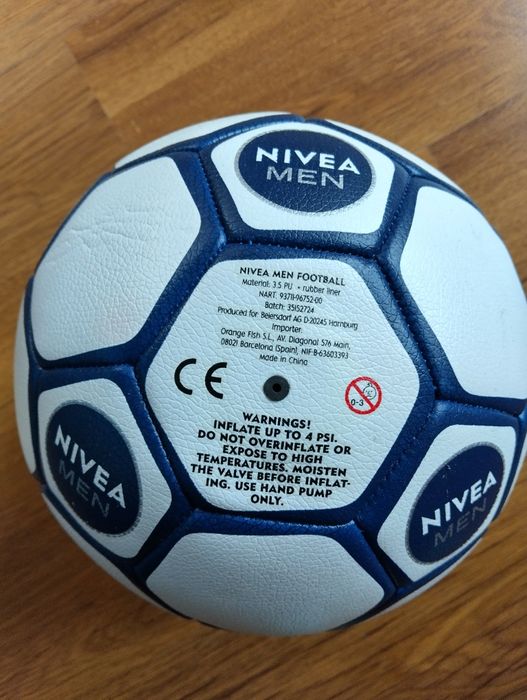 NIVEA
MEN
NIVEA MEN FOOTBALL
Material: 3.5 PU • rubber liner
NART. 93711-96752-00
Batch: 35152724
Produced for Beiersdorf AG D-20245 Hamburg
Importer:
Orange Fish S.L., AV. Diagonal 576 Main,
08021 Barcelona (Spain), NIF-B-63603393
Made in China
CE
0-3
WARNINGS!
INFLATE UP TO 4 PSI.
DO NOT OVERINFLATE OR
EXPOSE TO HIGH
TEMPERATURES. MOISTEN
THE VALVE BEFORE INFLAT-
ING. USE HAND PUMP
ONLY.
NIVEA
MEN
NIVEA
MEN